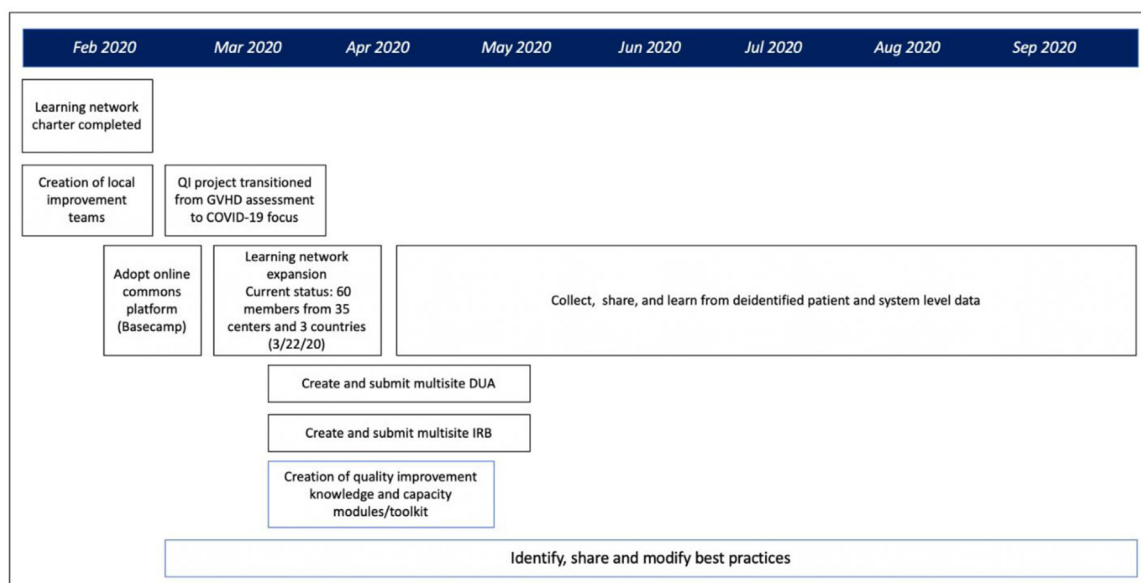 Feb 2020 Mar 2020 Apr 2020 May 2020 Jun 2020 Jul 2020 Aug 2020 Sep 2020
Learning network
charter completed
Creation of local
improvement
teams
QI project transitioned
from GVHD assessment
to COVID-19 focus
Adopt online
commons
platform
(Basecamp)
Learning network
expansion
Current status: 60
members from 35
centers and 3 countries
(3/22/20)
Collect, share, and learn from deidentified patient and system level data
Create and submit multisite DUA
Create and submit multisite IRB
Creation of quality improvement
knowledge and capacity
modules/toolkit
Identify, share and modify best practices